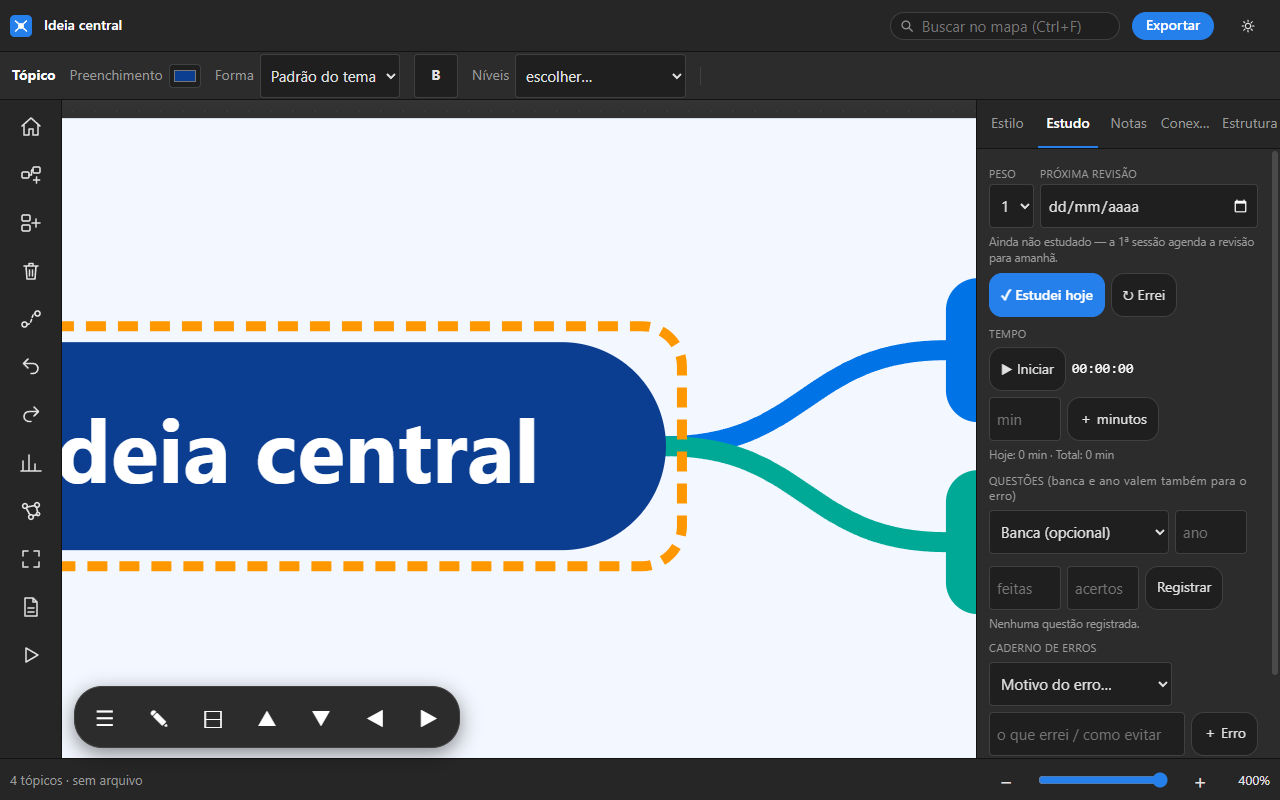 Ideia central
Buscar no mapa (Ctrl+F)
Exportar
Tópico
Preenchimento
Forma
Padrão do tema
B
Níveis
escolher...
Estilo
Estudo
Notas
Conex...
Estrutura
PESO
PRÓXIMA REVISÃO
1
dd/mm/aaaa
Ainda não estudado — a 1ª sessão agenda a revisão
para amanhã.
✓ Estudei hoje
↻ Errei
TEMPO
▶ Iniciar
00:00:00
min
+ minutos
Hoje: 0 min · Total: 0 min
QUESTÕES (banca e ano valem também para o
erro)
Banca (opcional)
ano
feitas
acertos
Registrar
Nenhuma questão registrada.
CADERNO DE ERROS
Motivo do erro...
o que errei / como evitar
+ Erro
deia central
4 tópicos · sem arquivo
− 
+
400%